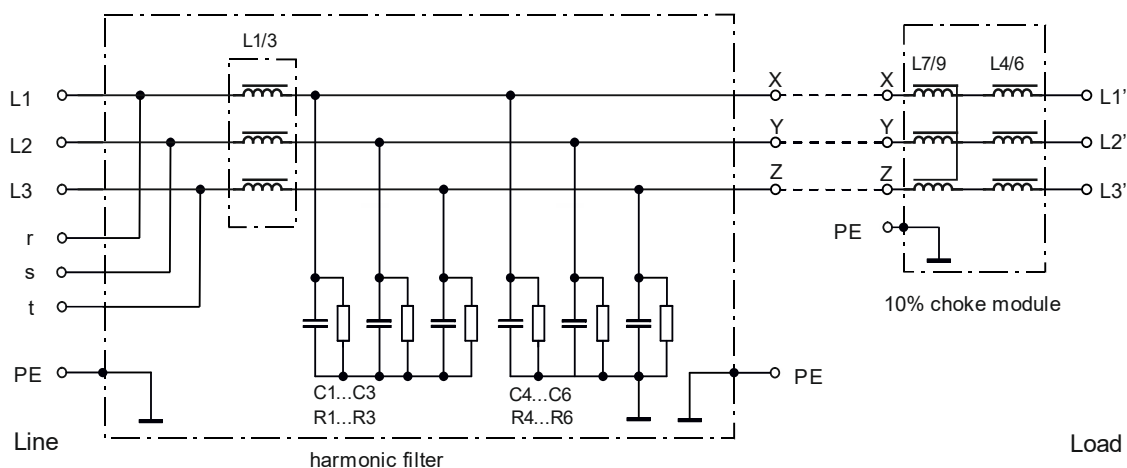 L1/3
L7/9 L4/6
L1 X X L1’
L2 Y Y L2’
L3 Z Z L3’
r
PE
s
t
10% choke module
PE PE
C1...C3 C4...C6
R1...R3 R4...R6
Line Load
harmonic filter